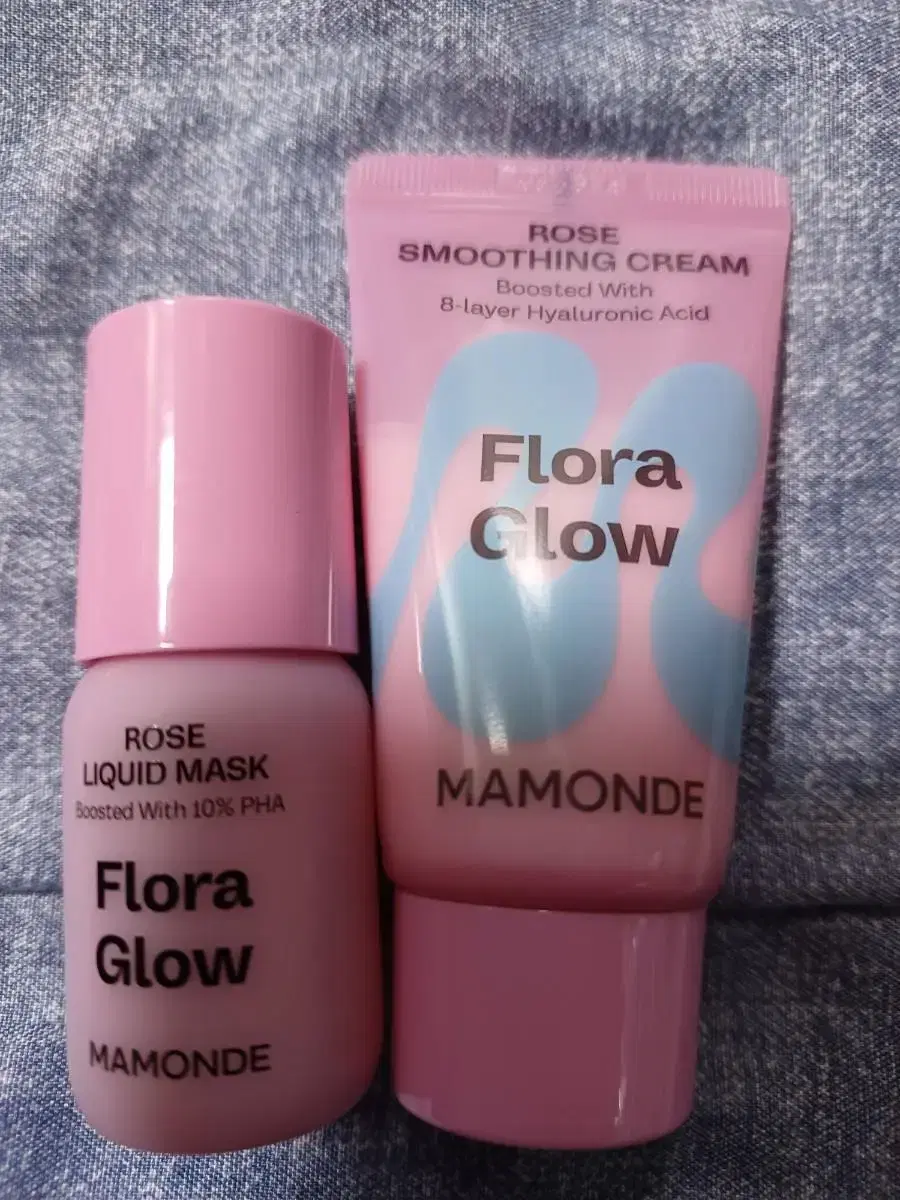 ROSE
LIQUID MASK
Boosted With 10% PHA
Flora
Glow
MAMONDE
ROSE
SMOOTHING CREAM
Boosted With
8-layer Hyaluronic Acid
Flora
Glow
MAMONDE